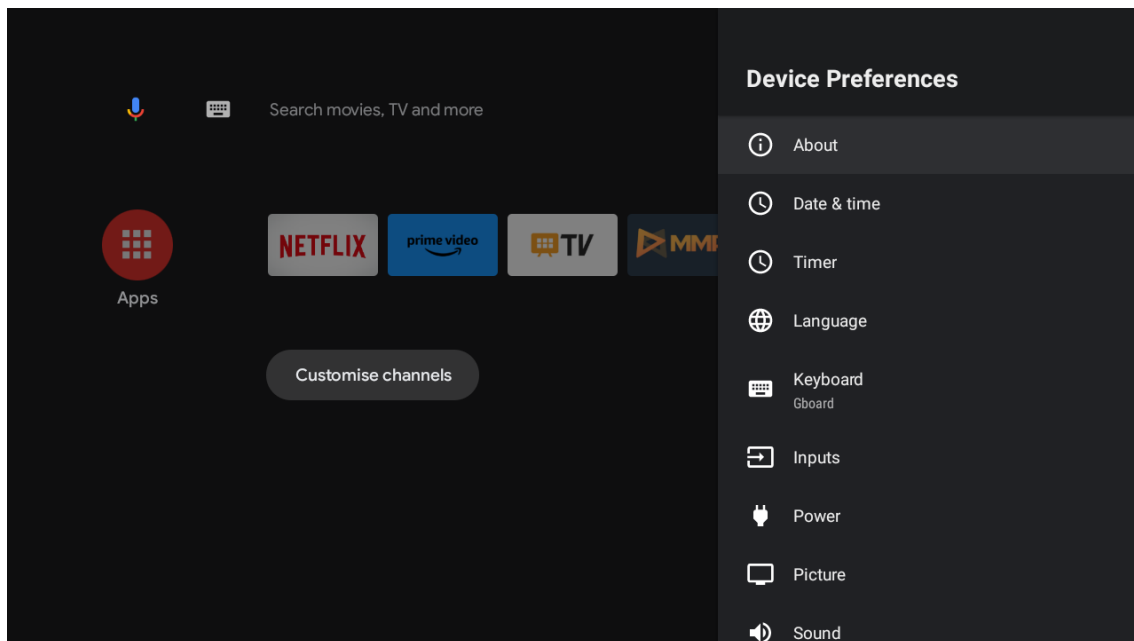 Search movies, TV and more
NETFLIX
prime video
TV
Apps
Customise channels
Device Preferences
About
Date & time
Timer
Language
Keyboard
Gboard
Inputs
Power
Picture
Sound